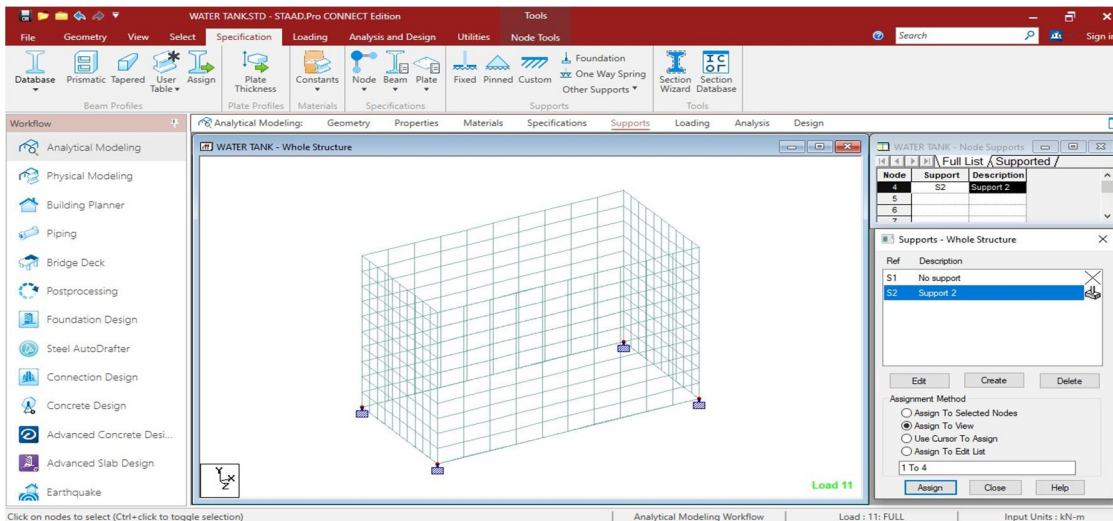 WATER TANK.STD - STAAD.Pro CONNECT Edition
Tools
File Geometry View Select Specification Loading Analysis and Design Utilities Node Tools
Search
Sign in
Database Prismatic Tapered User Table Assign
Plate Thickness
Constants
Node Beam Plate
Fixed Pinned Custom
Foundation
One Way Spring
Other Supports
Section Wizard Section Database
Beam Profiles Plate Profiles Materials Specifications Supports Tools
Workflow
Analytical Modeling: Geometry Properties Materials Specifications Supports Loading Analysis Design
Analytical Modeling
Physical Modeling
Building Planner
Piping
Bridge Deck
Postprocessing
Foundation Design
Steel AutoDrafter
Connection Design
Concrete Design
Advanced Concrete Desi...
Advanced Slab Design
Earthquake
WATER TANK - Whole Structure
Y
X
Z
Load 11
WATER TANK - Node Supports
Full List Supported
Node Support Description
4 S2 Support 2
5
6
7
Supports - Whole Structure
Ref Description
S1 No support
S2 Support 2
Edit Create Delete
Assignment Method
Assign To Selected Nodes
Assign To View
Use Cursor To Assign
Assign To Edit List
1 To 4
Assign Close Help
Click on nodes to select (Ctrl+click to toggle selection)
Analytical Modeling Workflow
Load : 11: FULL
Input Units : kN-m